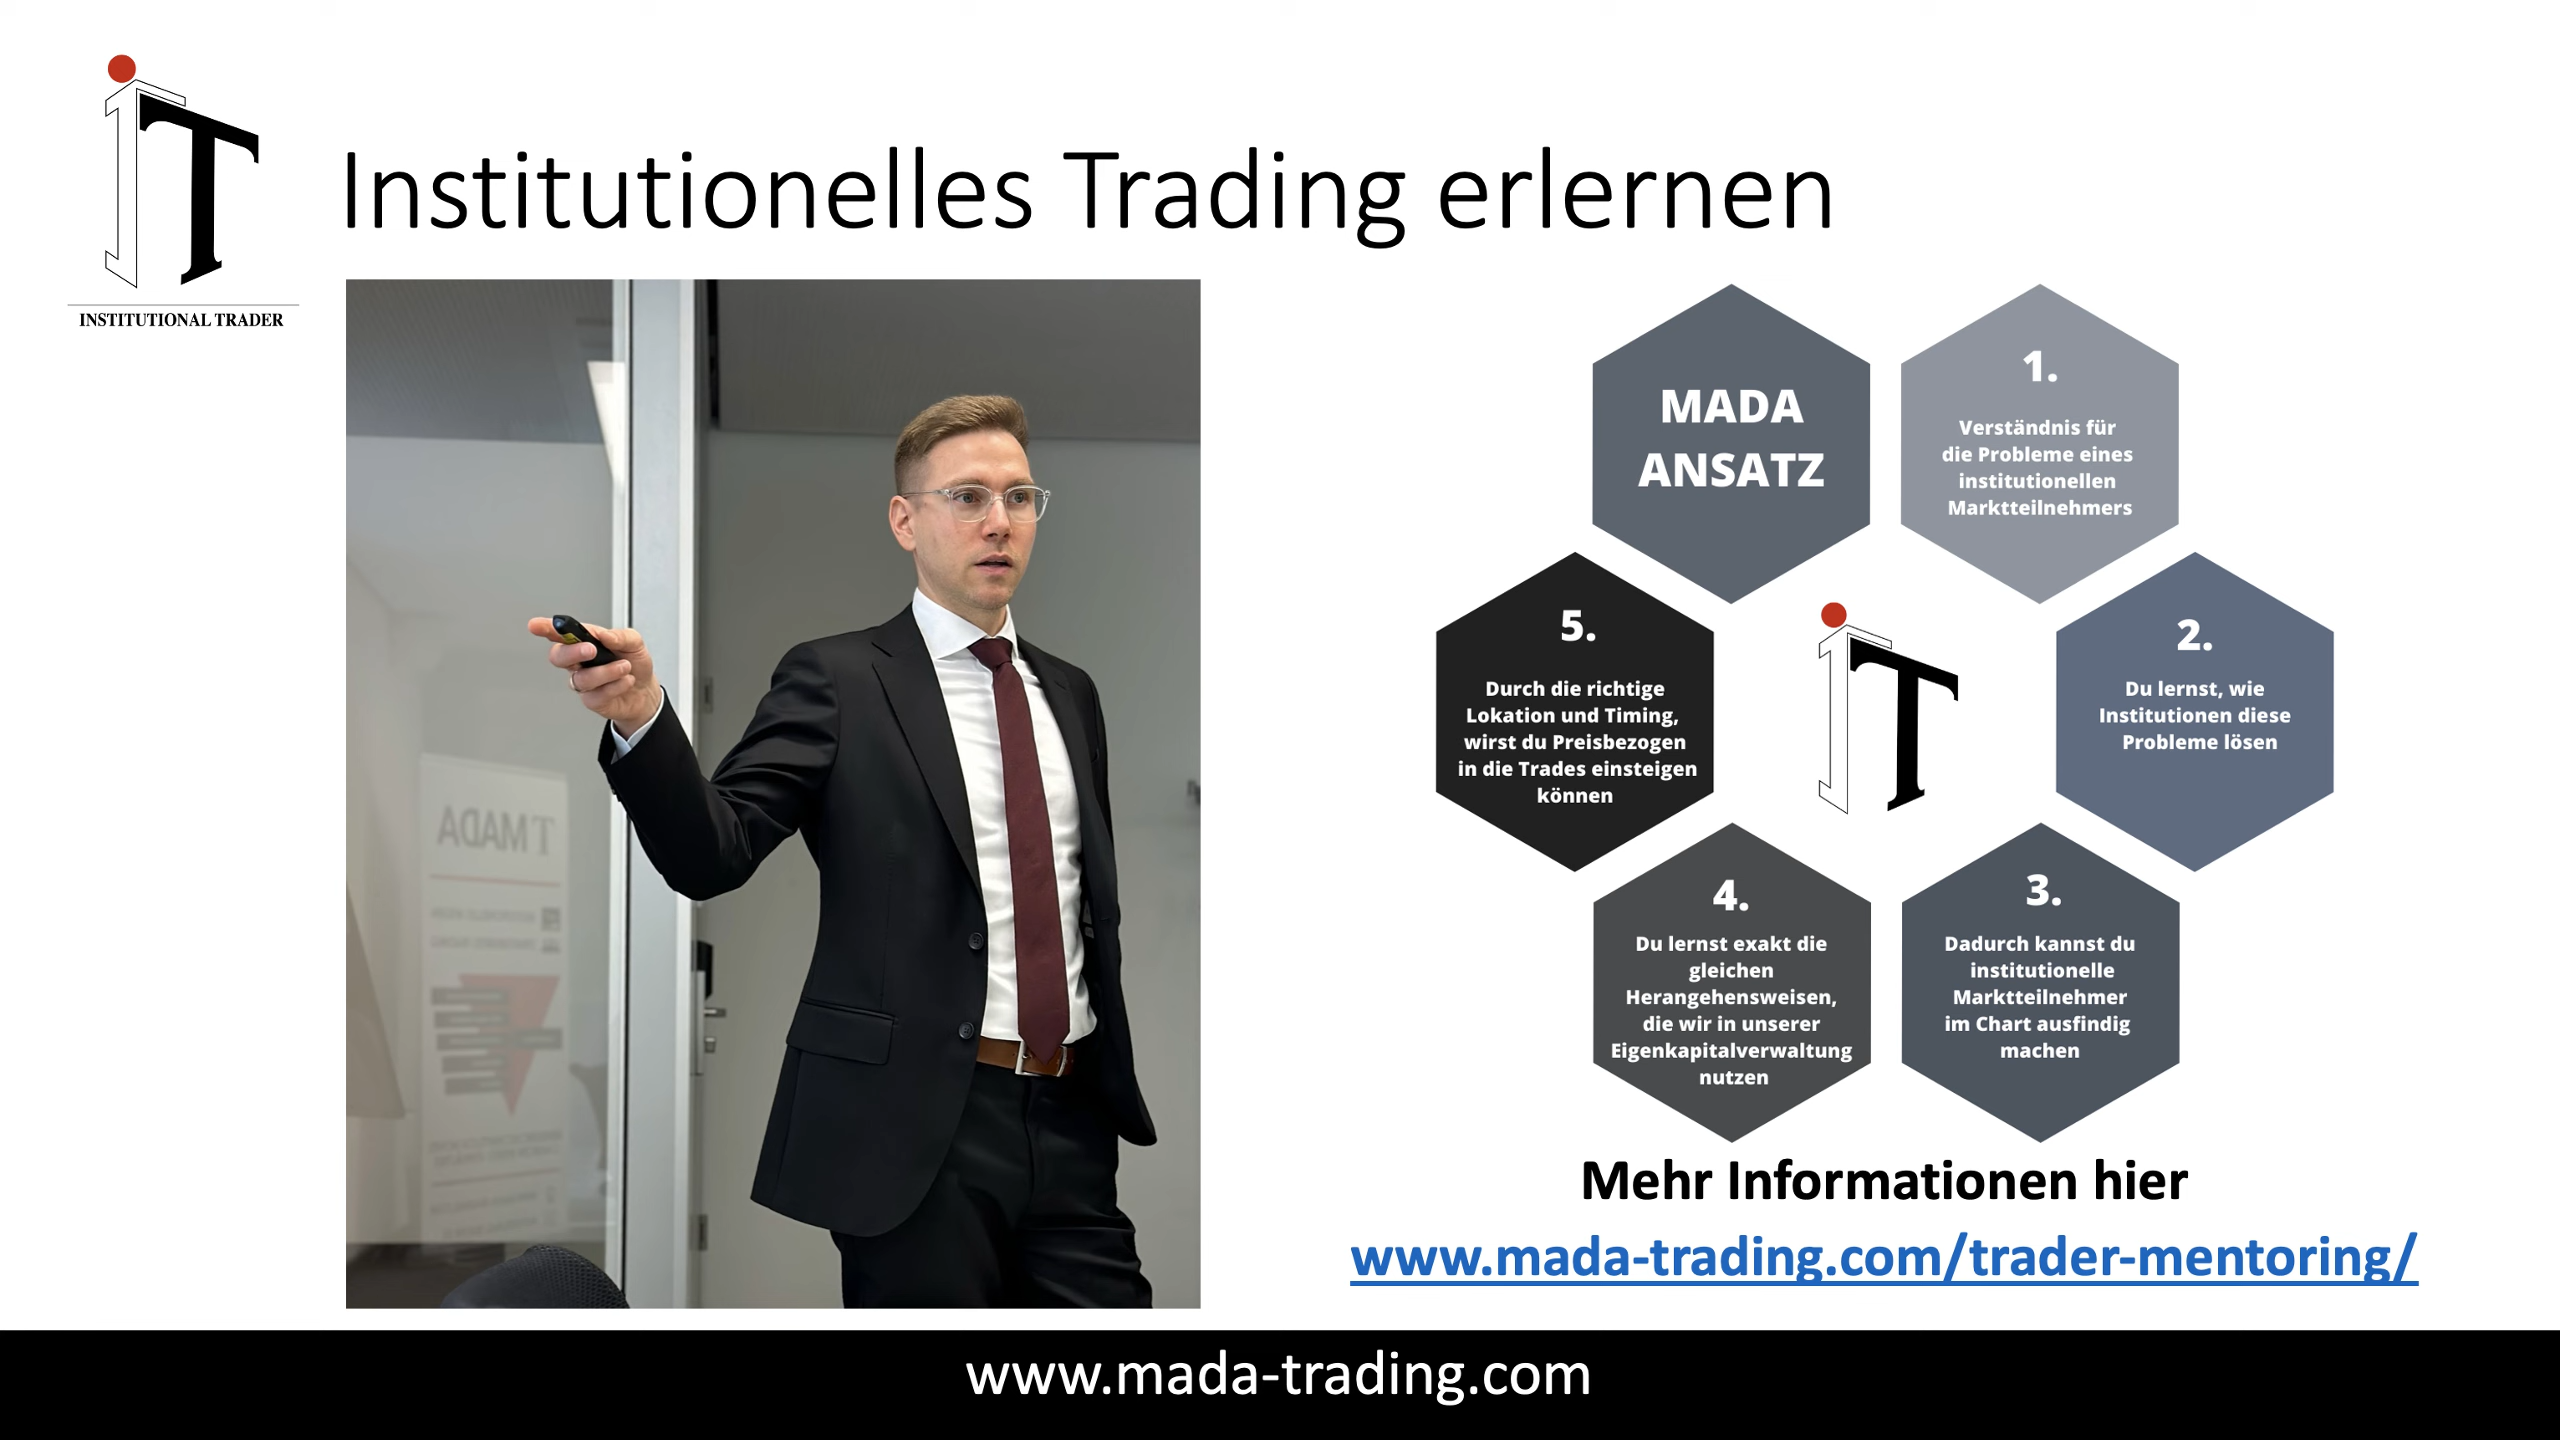 INSTITUTIONAL TRADER
Institutionelles Trading erlernen
MADA
ANSATZ
1.
Verständnis für
die Probleme eines
institutionellen
Marktteilnehmers
2.
Du lernst, wie
Institutionen diese
Probleme lösen
3.
Dadurch kannst du
institutionelle
Marktteilnehmer
im Chart ausfindig
machen
4.
Du lernst exakt die
gleichen
Herangehensweisen,
die wir in unserer
Eigenkapitalverwaltung
nutzen
5.
Durch die richtige
Lokation und Timing,
wirst du Preisbezogen
in die Trades einsteigen
können
iT
MADA
Mehr Informationen hier
www.mada-trading.com/trader-mentoring/
www.mada-trading.com